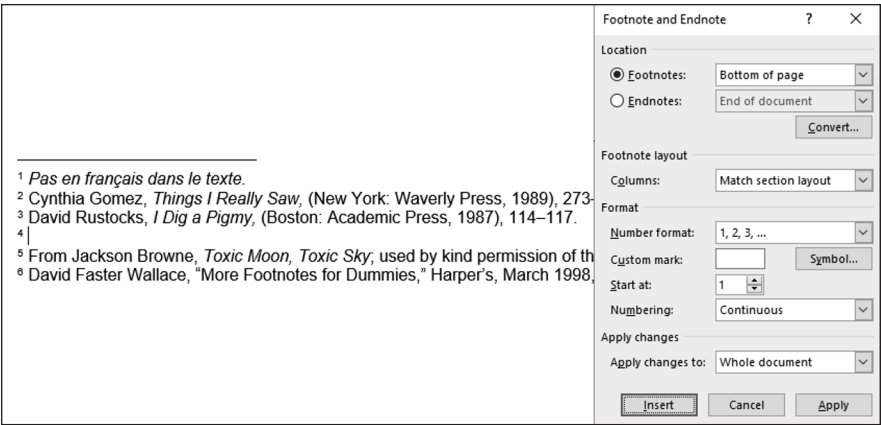 ¹ Pas en français dans le texte.
² Cynthia Gomez, Things I Really Saw, (New York: Waverly Press, 1989), 273-
³ David Rustocks, I Dig a Pigmy, (Boston: Academic Press, 1987), 114–117.
⁴
⁵ From Jackson Browne, Toxic Moon, Toxic Sky; used by kind permission of th
⁶ David Faster Wallace, “More Footnotes for Dummies,” Harper’s, March 1998,
Footnote and Endnote ? ×
Location
Footnotes: Bottom of page
Endnotes: End of document
Convert...
Footnote layout
Columns: Match section layout
Format
Number format: 1, 2, 3, ...
Custom mark: Symbol...
Start at: 1
Numbering: Continuous
Apply changes
Apply changes to: Whole document
Insert Cancel Apply